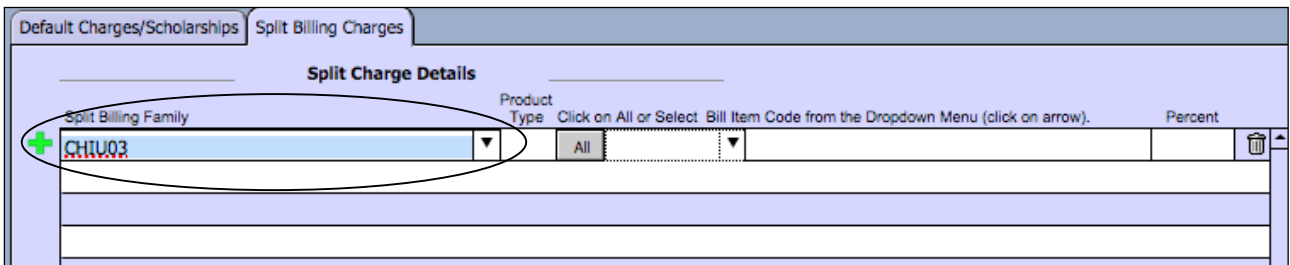 Default Charges/Scholarships Split Billing Charges
Split Charge Details
Split Billing Family Product Type Click on All or Select Bill Item Code from the Dropdown Menu (click on arrow). Percent
CHIU03 All